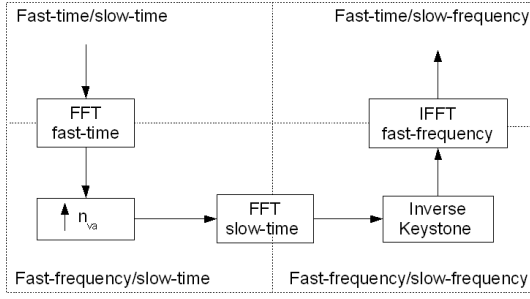 Fast-time/slow-time
Fast-time/slow-frequency
FFT
fast-time
IFFT
fast-frequency
n_va
FFT
slow-time
Inverse
Keystone
Fast-frequency/slow-time
Fast-frequency/slow-frequency